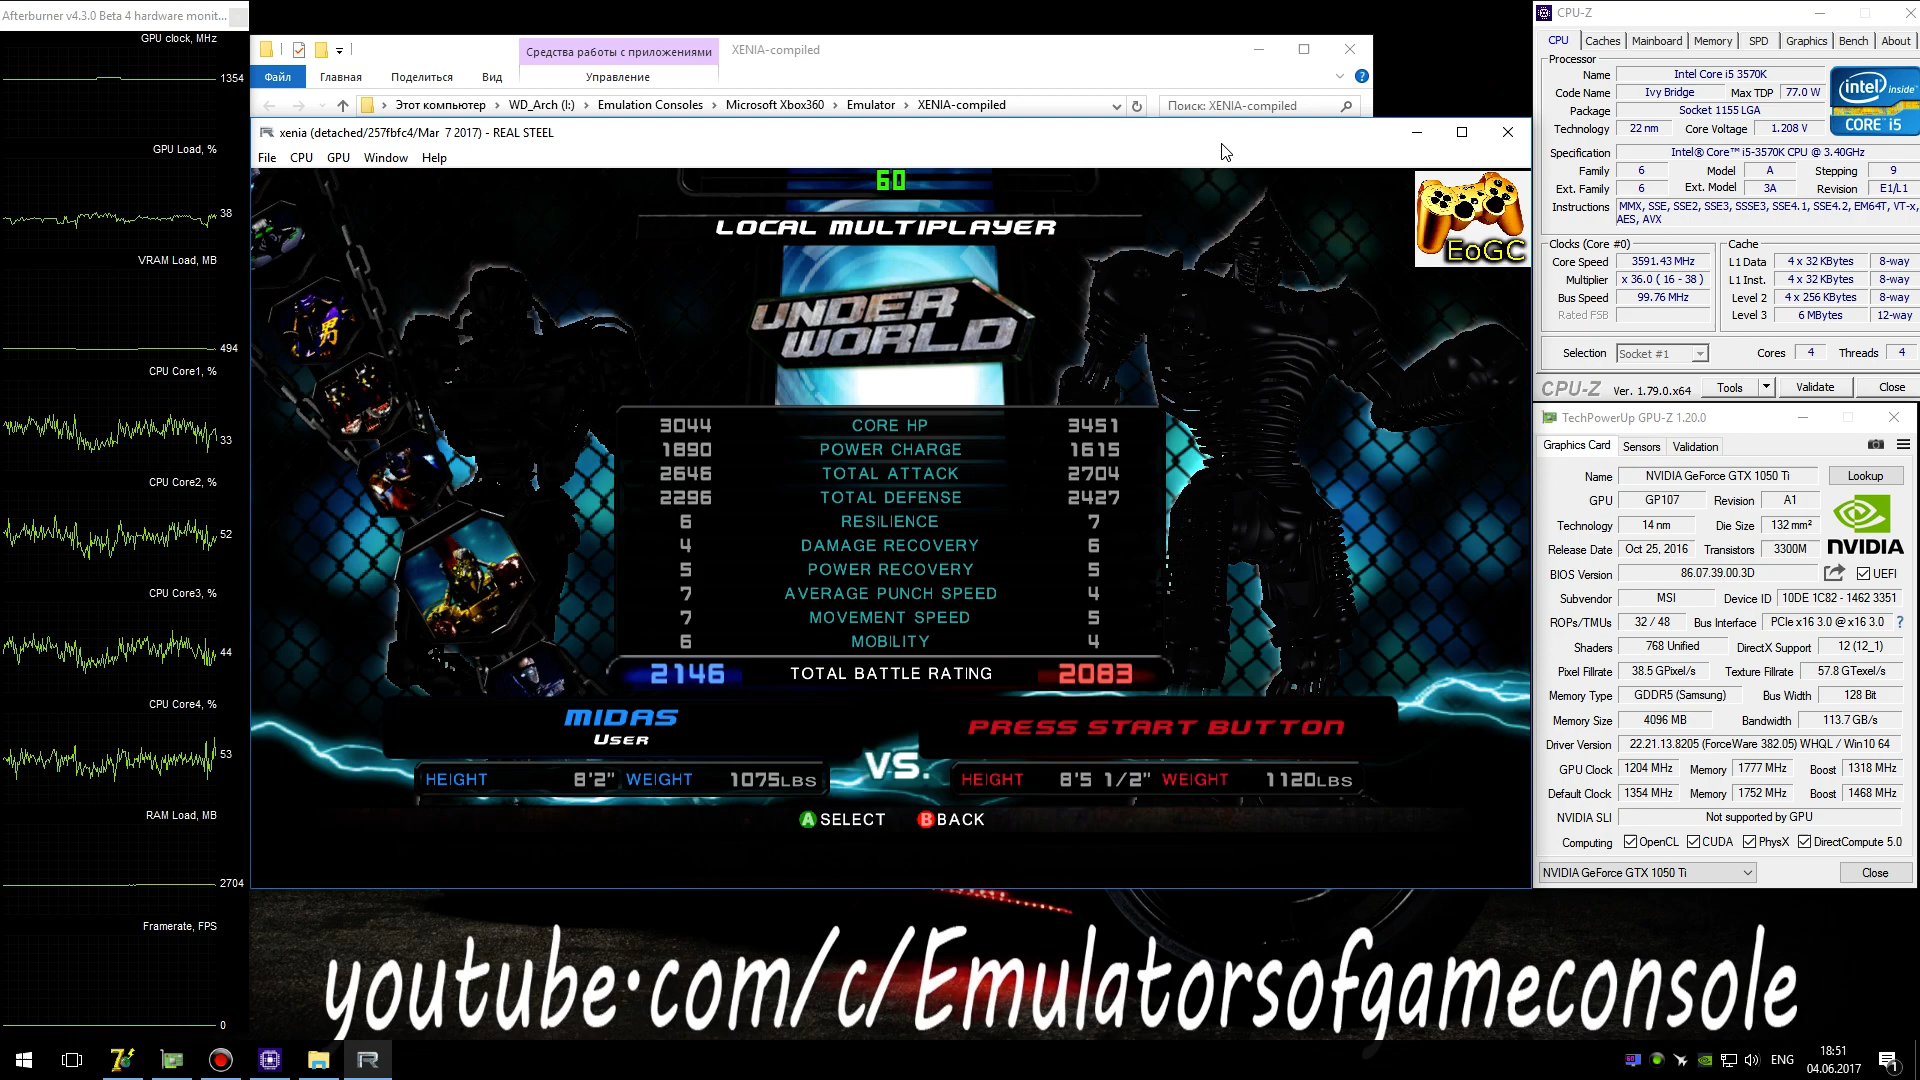 Afterburner v4.3.0 Beta 4 hardware monit...
GPU clock, MHz
1354
GPU Load, %
38
VRAM Load, MB
494
CPU Core1, %
33
CPU Core2, %
52
CPU Core3, %
44
CPU Core4, %
53
RAM Load, MB
2704
Framerate, FPS
0
Средства работы с приложениями
XENIA-compiled
Файл
Главная
Поделиться
Вид
Управление
Этот компьютер > WD_Arch (I:) > Emulation Consoles > Microsoft Xbox360 > Emulator > XENIA-compiled
Поиск: XENIA-compiled
xenia (detached/257fbfc4/Mar 7 2017) - REAL STEEL
File CPU GPU Window Help
60
EoGC
LOCAL MULTIPLAYER
UNDER
WORLD
3044 CORE HP 3451
1890 POWER CHARGE 1615
2646 TOTAL ATTACK 2704
2296 TOTAL DEFENSE 2427
6 RESILIENCE 7
4 DAMAGE RECOVERY 6
5 POWER RECOVERY 5
7 AVERAGE PUNCH SPEED 4
7 MOVEMENT SPEED 5
6 MOBILITY 4
2146 TOTAL BATTLE RATING 2083
MIDAS
USER
PRESS START BUTTON
VS.
HEIGHT 8'2" WEIGHT 1075LBS
HEIGHT 8'5 1/2" WEIGHT 1120LBS
A SELECT B BACK
youtube.com/c/Emulatorsofgameconsole
CPU-Z
CPU Caches Mainboard Memory SPD Graphics Bench About
Processor
Name Intel Core i5 3570K
Code Name Ivy Bridge Max TDP 77.0 W
Package Socket 1155 LGA
Technology 22 nm Core Voltage 1.208 V
intel inside™
CORE i5
Specification Intel® Core™ i5-3570K CPU @ 3.40GHz
Family 6 Model A Stepping 9
Ext. Family 6 Ext. Model 3A Revision E1/L1
Instructions MMX, SSE, SSE2, SSE3, SSSE3, SSE4.1, SSE4.2, EM64T, VT-x,
AES, AVX
Clocks (Core #0)
Core Speed 3591.43 MHz
Multiplier x 36.0 ( 16 - 38 )
Bus Speed 99.76 MHz
Rated FSB
Cache
L1 Data 4 x 32 KBytes 8-way
L1 Inst. 4 x 32 KBytes 8-way
Level 2 4 x 256 KBytes 8-way
Level 3 6 MBytes 12-way
Selection Socket #1 Cores 4 Threads 4
CPU-Z Ver. 1.79.0.x64 Tools Validate Close
TechPowerUp GPU-Z 1.20.0
Graphics Card Sensors Validation
Name NVIDIA GeForce GTX 1050 Ti Lookup
GPU GP107 Revision A1
Technology 14 nm Die Size 132 mm²
Release Date Oct 25, 2016 Transistors 3300M
NVIDIA
BIOS Version 86.07.39.00.3D UEFI
Subvendor MSI Device ID 10DE 1C82 - 1462 3351
ROPs/TMUs 32 / 48 Bus Interface PCIe x16 3.0 @ x16 3.0 ?
Shaders 768 Unified DirectX Support 12 (12_1)
Pixel Fillrate 38.5 GPixel/s Texture Fillrate 57.8 GTexel/s
Memory Type GDDR5 (Samsung) Bus Width 128 Bit
Memory Size 4096 MB Bandwidth 113.7 GB/s
Driver Version 22.21.13.8205 (ForceWare 382.05) WHQL / Win10 64
GPU Clock 1204 MHz Memory 1777 MHz Boost 1318 MHz
Default Clock 1354 MHz Memory 1752 MHz Boost 1468 MHz
NVIDIA SLI Not supported by GPU
Computing OpenCL CUDA PhysX DirectCompute 5.0
NVIDIA GeForce GTX 1050 Ti Close
ENG
18:51
04.06.2017
1